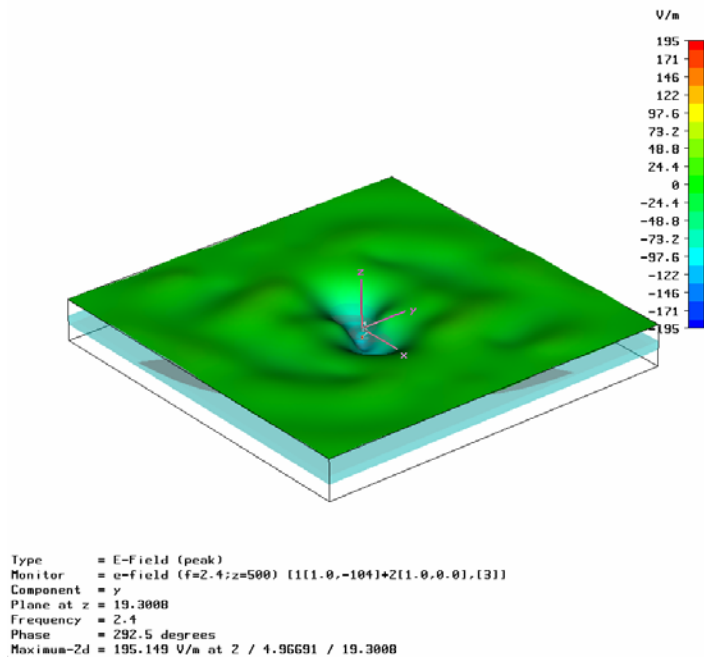 V/m
195
171
146
122
97.6
73.2
48.8
24.4
0
-24.4
-48.8
-73.2
-97.6
-122
-146
-171
-195
z
y
x
Type = E-Field (peak)
Monitor = e-field (f=2.4;z=500) [1[1.0,-104]+2[1.0,0.0],[3]]
Component = y
Plane at z = 19.3008
Frequency = 2.4
Phase = 292.5 degrees
Maximum-2d = 195.149 V/m at 2 / 4.96691 / 19.3008